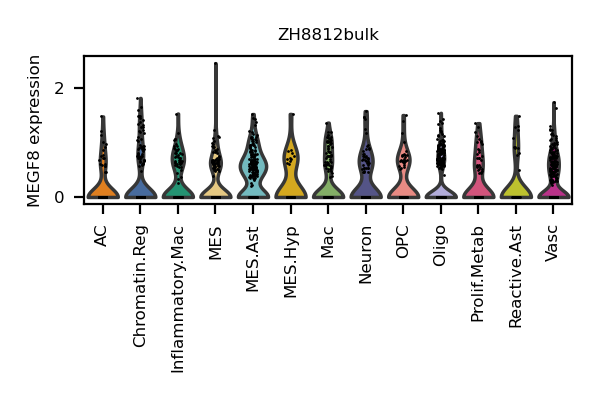 ZH8812bulk
MEGF8 expression
2
0
AC
Chromatin.Reg
Inflammatory.Mac
MES
MES.Ast
MES.Hyp
Mac
Neuron
OPC
Oligo
Prolif.Metab
Reactive.Ast
Vasc